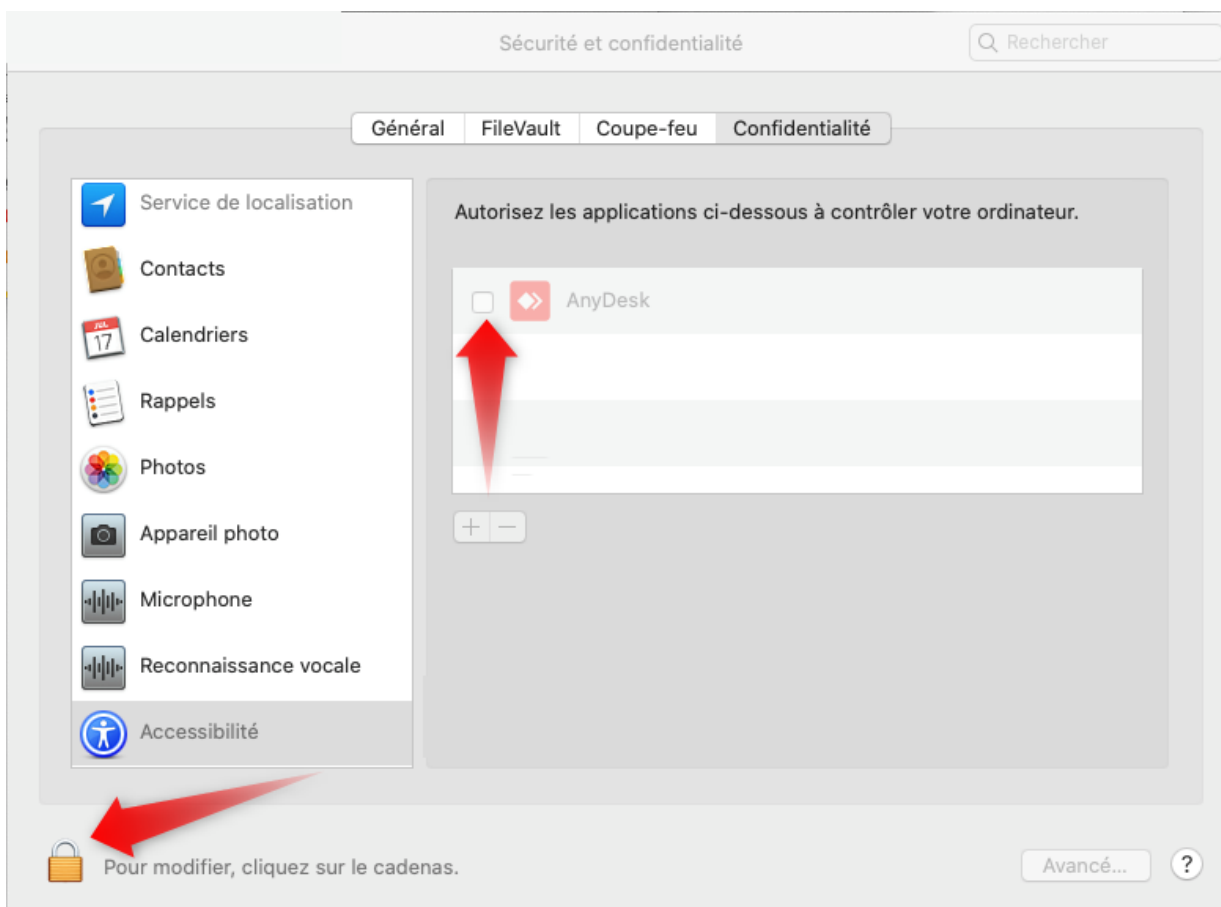 Sécurité et confidentialité
Rechercher
Général
FileVault
Coupe-feu
Confidentialité
Service de localisation
Contacts
JUL
17
Calendriers
Rappels
Photos
Appareil photo
Microphone
Reconnaissance vocale
Accessibilité
Autorisez les applications ci-dessous à contrôler votre ordinateur.
AnyDesk
+ −
Pour modifier, cliquez sur le cadenas.
Avancé...
?